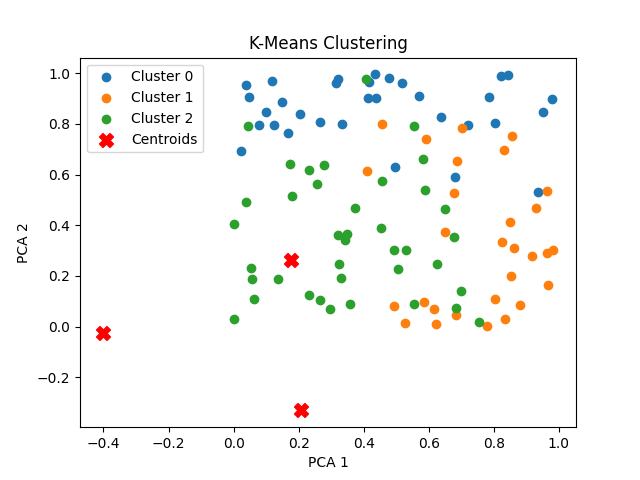 K-Means Clustering
Cluster 0
Cluster 1
Cluster 2
Centroids
1.0
0.8
0.6
0.4
0.2
0.0
−0.2
PCA 2
−0.4
−0.2
0.0
0.2
0.4
0.6
0.8
1.0
PCA 1